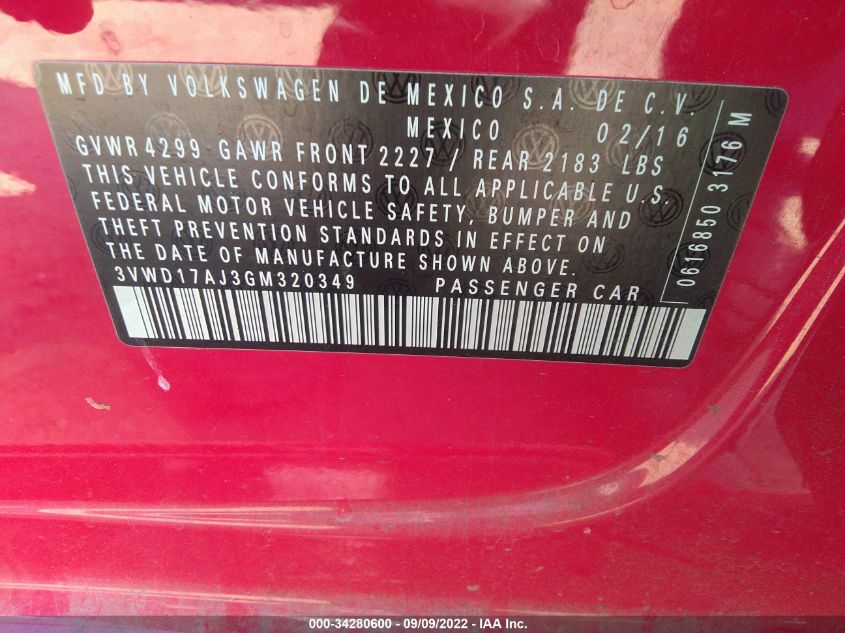 MFD BY VOLKSWAGEN DE MEXICO S.A. DE C.V.
MEXICO 02/16
GVWR 4299 GAWR FRONT 2227 / REAR 2183 LBS
THIS VEHICLE CONFORMS TO ALL APPLICABLE U.S.
FEDERAL MOTOR VEHICLE SAFETY, BUMPER AND
THEFT PREVENTION STANDARDS IN EFFECT ON
THE DATE OF MANUFACTURE SHOWN ABOVE.
3VWD17AJ3GM320349 PASSENGER CAR
0616850 3176 M
000-34280600 - 09/09/2022 - IAA Inc.